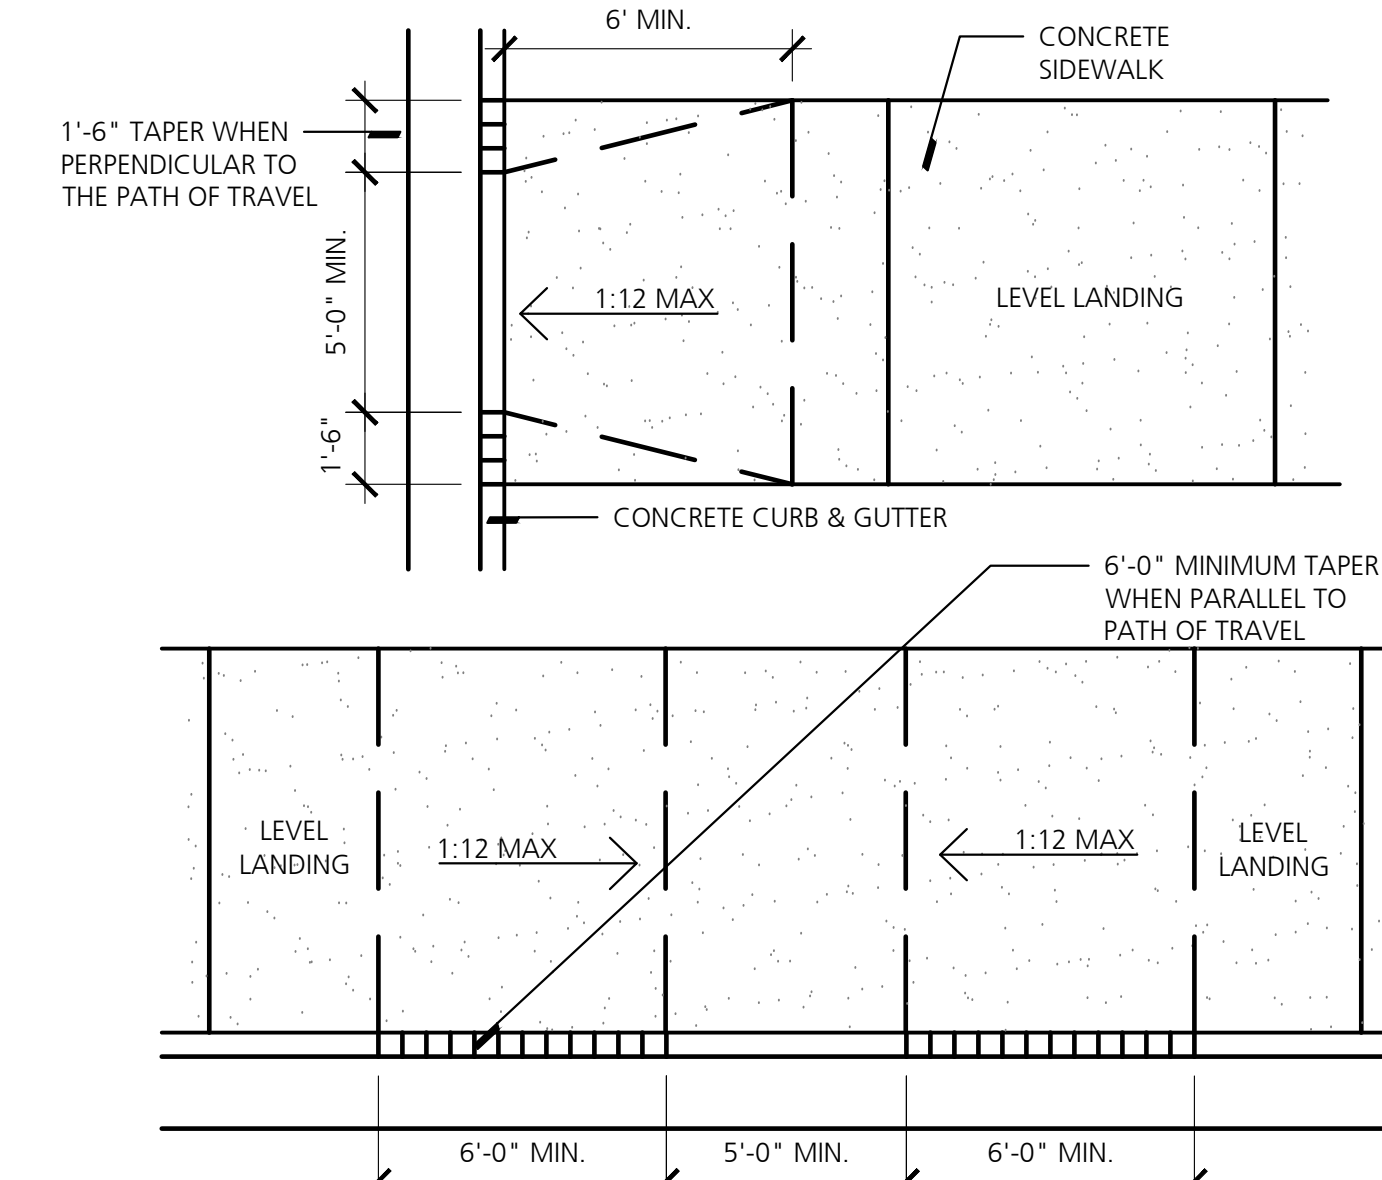 6' MIN.
CONCRETE
SIDEWALK
1'-6" TAPER WHEN
PERPENDICULAR TO
THE PATH OF TRAVEL
5'-0" MIN.
1:12 MAX
LEVEL LANDING
1'-6"
CONCRETE CURB & GUTTER
6'-0" MINIMUM TAPER
WHEN PARALLEL TO
PATH OF TRAVEL
LEVEL
LANDING
1:12 MAX
1:12 MAX
LEVEL
LANDING
6'-0" MIN.
5'-0" MIN.
6'-0" MIN.